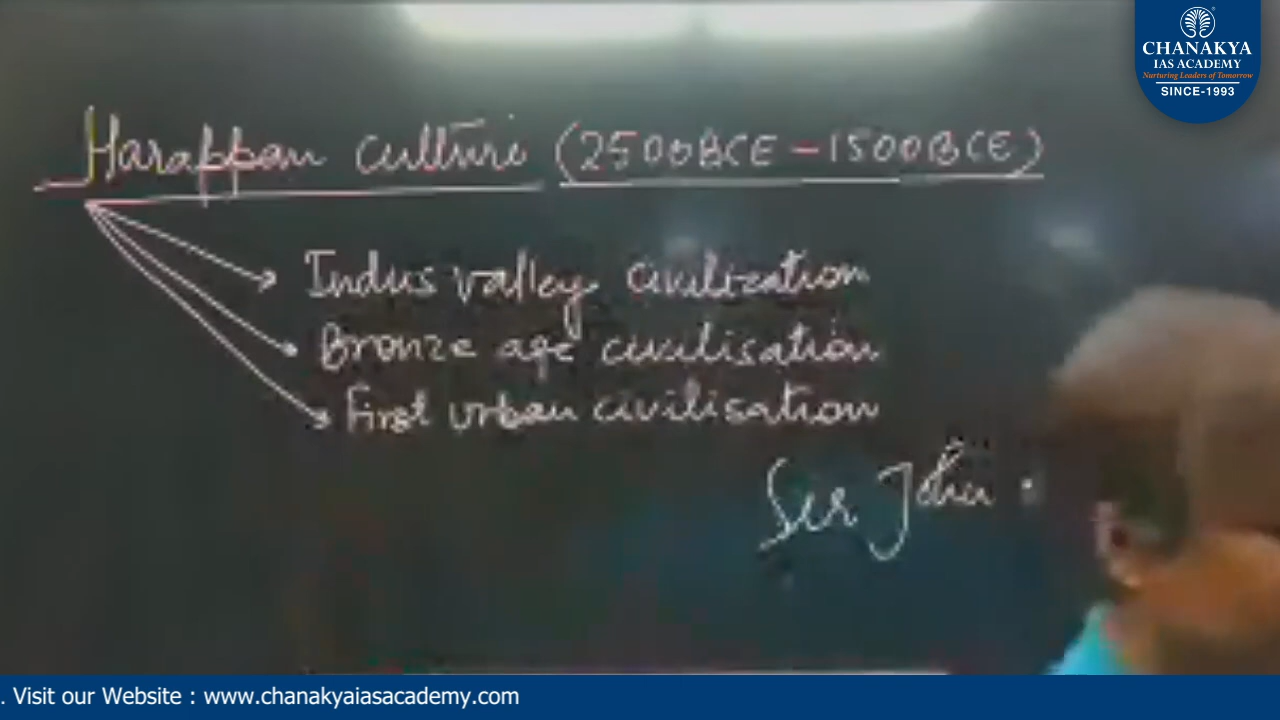 CHANAKYA
IAS ACADEMY
Nurturing Leaders of Tomorrow
SINCE-1993
Harappan culture (2500BCE - 1500BCE)
Indus valley civilization
Bronze age civilisation
First urban civilisation
Sir John
. Visit our Website : www.chanakyaiasacademy.com